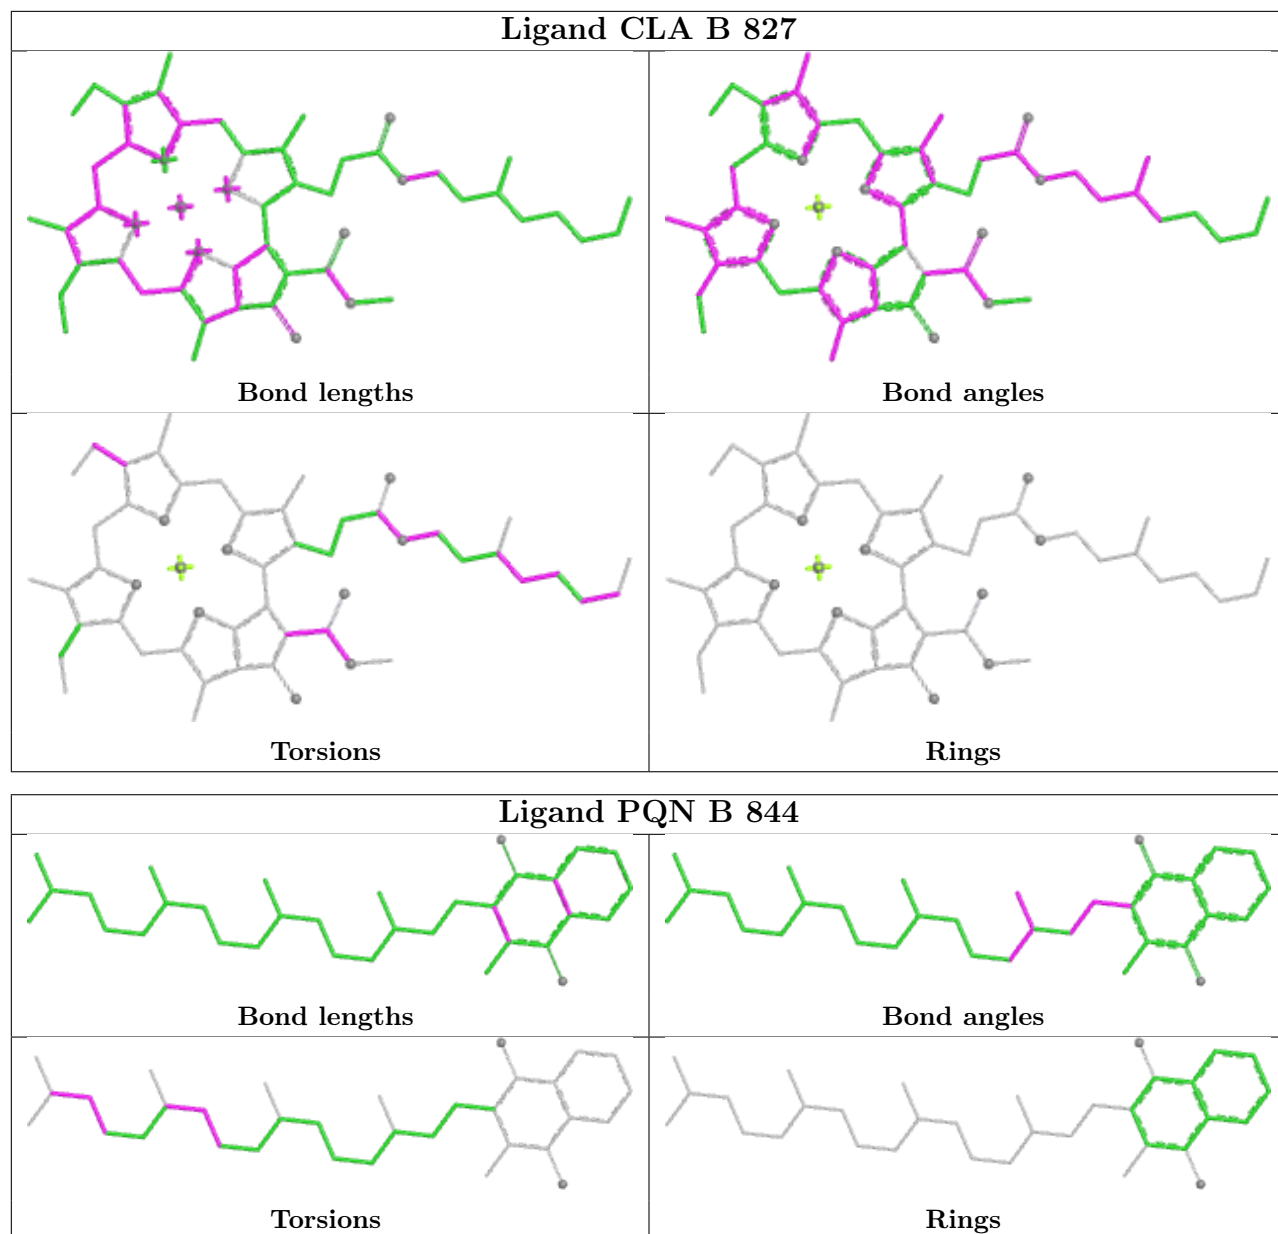 Ligand CLA B 827
Bond lengths
Bond angles
Torsions
Rings
Ligand PQN B 844
Bond lengths
Bond angles
Torsions
Rings